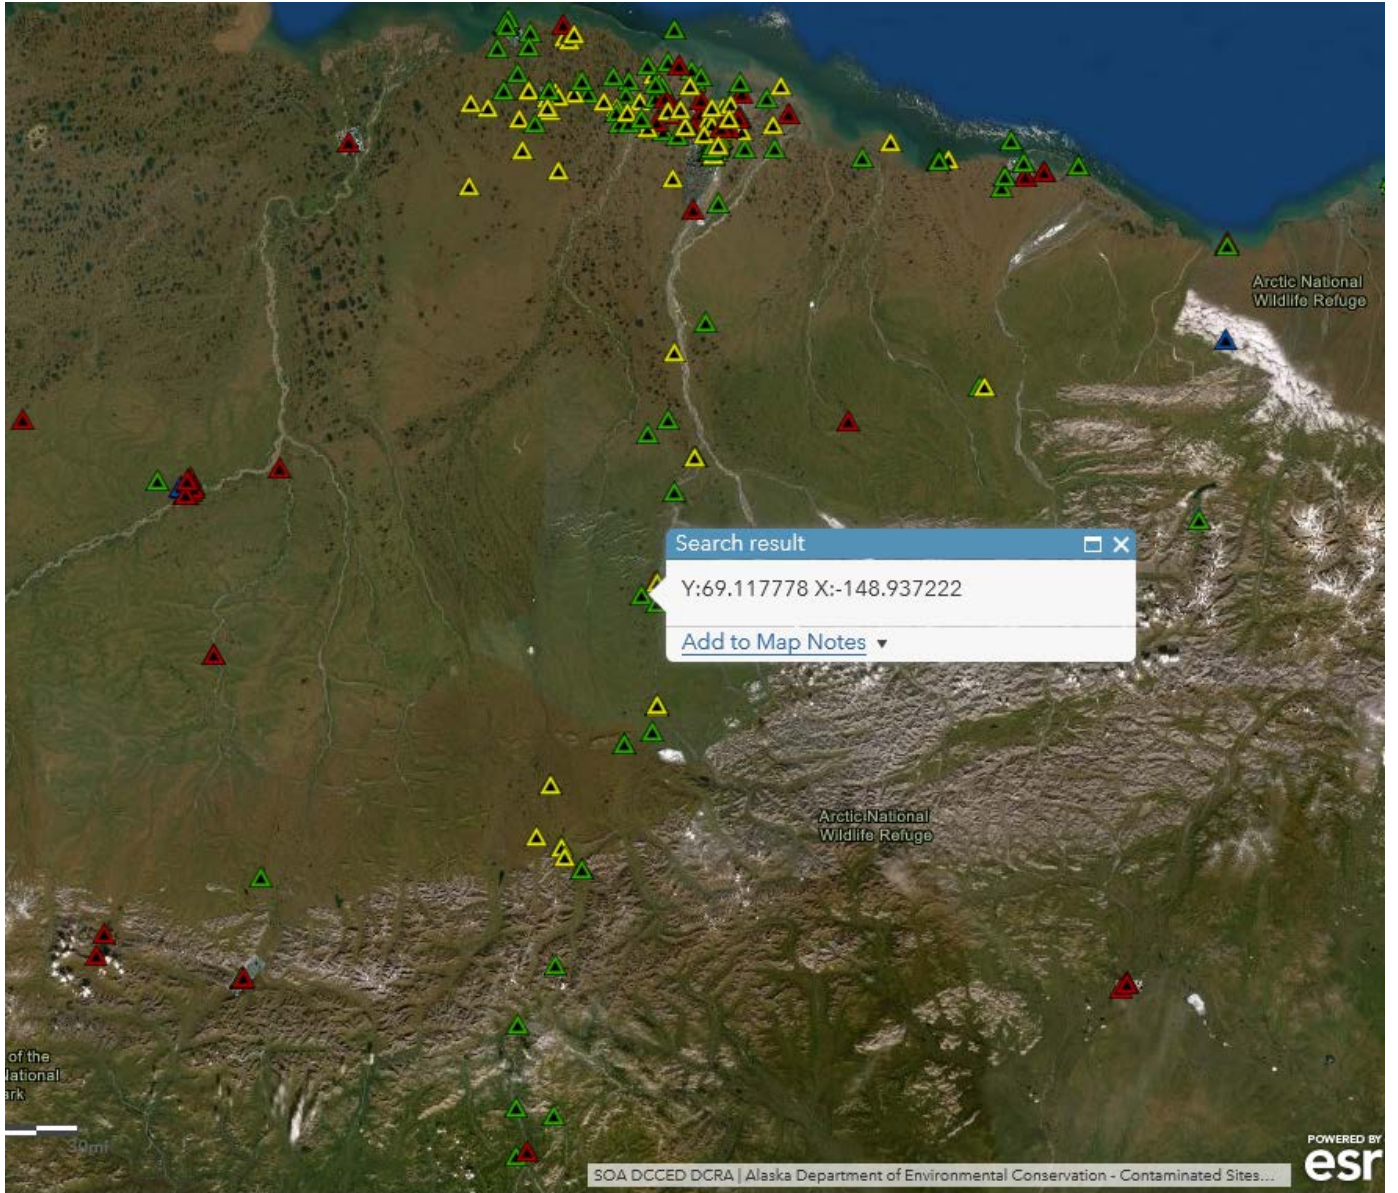 Arctic National
Wildlife Refuge
Search result
Y:69.117778 X:-148.937222
Add to Map Notes
Arctic National
Wildlife Refuge
of the
National
ark
30mi
POWERED BY
esri
SOA DCCED DCRA | Alaska Department of Environmental Conservation - Contaminated Sites...